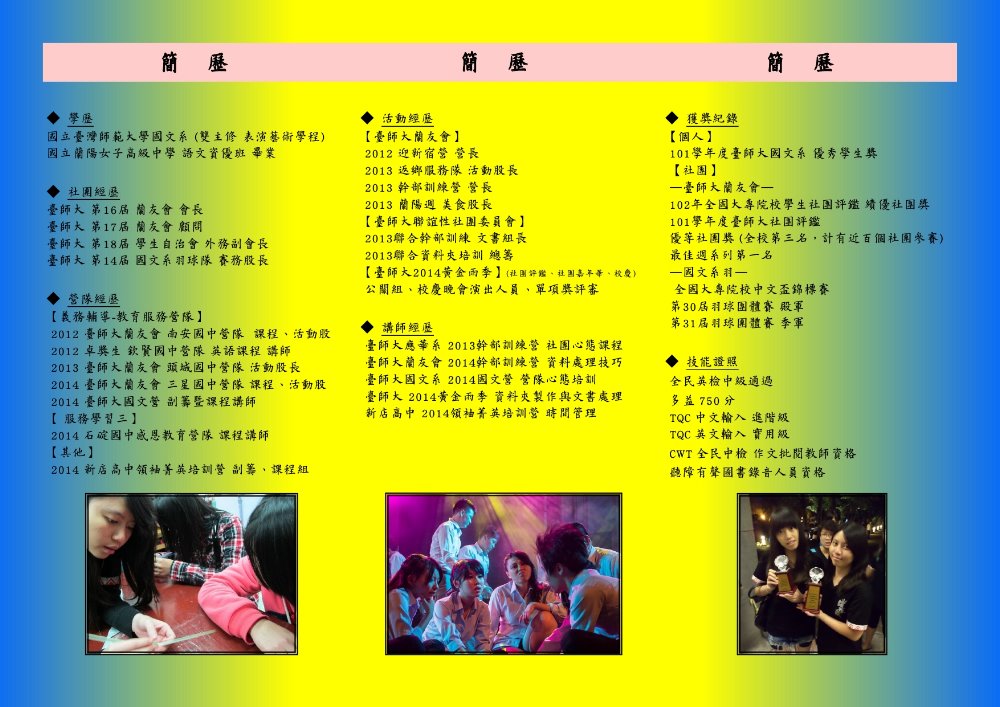 簡 歷
◆ 學歷
國立臺灣師範大學國文系 (雙主修 表演藝術學程)
國立蘭陽女子高級中學 語文資優班 畢業
◆ 社團經歷
臺師大 第16屆 蘭友會 會長
臺師大 第17屆 蘭友會 顧問
臺師大 第18屆 學生自治會 外務副會長
臺師大 第14屆 國文系羽球隊 賽務股長
◆ 營隊經歷
【義務輔導-教育服務營隊】
2012 臺師大蘭友會 南安國中營隊 課程、活動股
2012 卓獎生 欽賢國中營隊 英語課程 講師
2013 臺師大蘭友會 頭城國中營隊 活動股長
2014 臺師大蘭友會 三星國中營隊 課程、活動股
2014 臺師大國文營 副籌暨課程講師
【 服務學習三】
2014 石碇國中感恩教育營隊 課程講師
【其他】
2014 新店高中領袖菁英培訓營 副籌、課程組
簡 歷
◆ 活動經歷
【臺師大蘭友會】
2012 迎新宿營 營長
2013 返鄉服務隊 活動股長
2013 幹部訓練營 營長
2013 蘭陽週 美食股長
【臺師大聯誼性社團委員會】
2013聯合幹部訓練 文書組長
2013聯合資料夾培訓 總籌
【臺師大2014黃金雨季】(社團評鑑、社團嘉年華、校慶)
公關組、校慶晚會演出人員、單項獎評審
◆ 講師經歷
臺師大應華系 2013幹部訓練營 社團心態課程
臺師大蘭友會 2014幹部訓練營 資料處理技巧
臺師大國文系 2014國文營 營隊心態培訓
臺師大 2014黃金雨季 資料夾製作與文書處理
新店高中 2014領袖菁英培訓營 時間管理
簡 歷
◆ 獲獎紀錄
【個人】
101學年度臺師大國文系 優秀學生獎
【社團】
—臺師大蘭友會—
102年全國大專院校學生社團評鑑 績優社團獎
101學年度臺師大社團評鑑
優等社團獎 (全校第三名，計有近百個社團參賽)
最佳週系列第一名
—國文系羽—
全國大專院校中文盃錦標賽
第30屆羽球團體賽 殿軍
第31屆羽球團體賽 季軍
◆ 技能證照
全民英檢中級通過
多益 750 分
TQC 中文輸入 進階級
TQC 英文輸入 實用級
CWT 全民中檢 作文批閱教師資格
聽障有聲圖書錄音人員資格